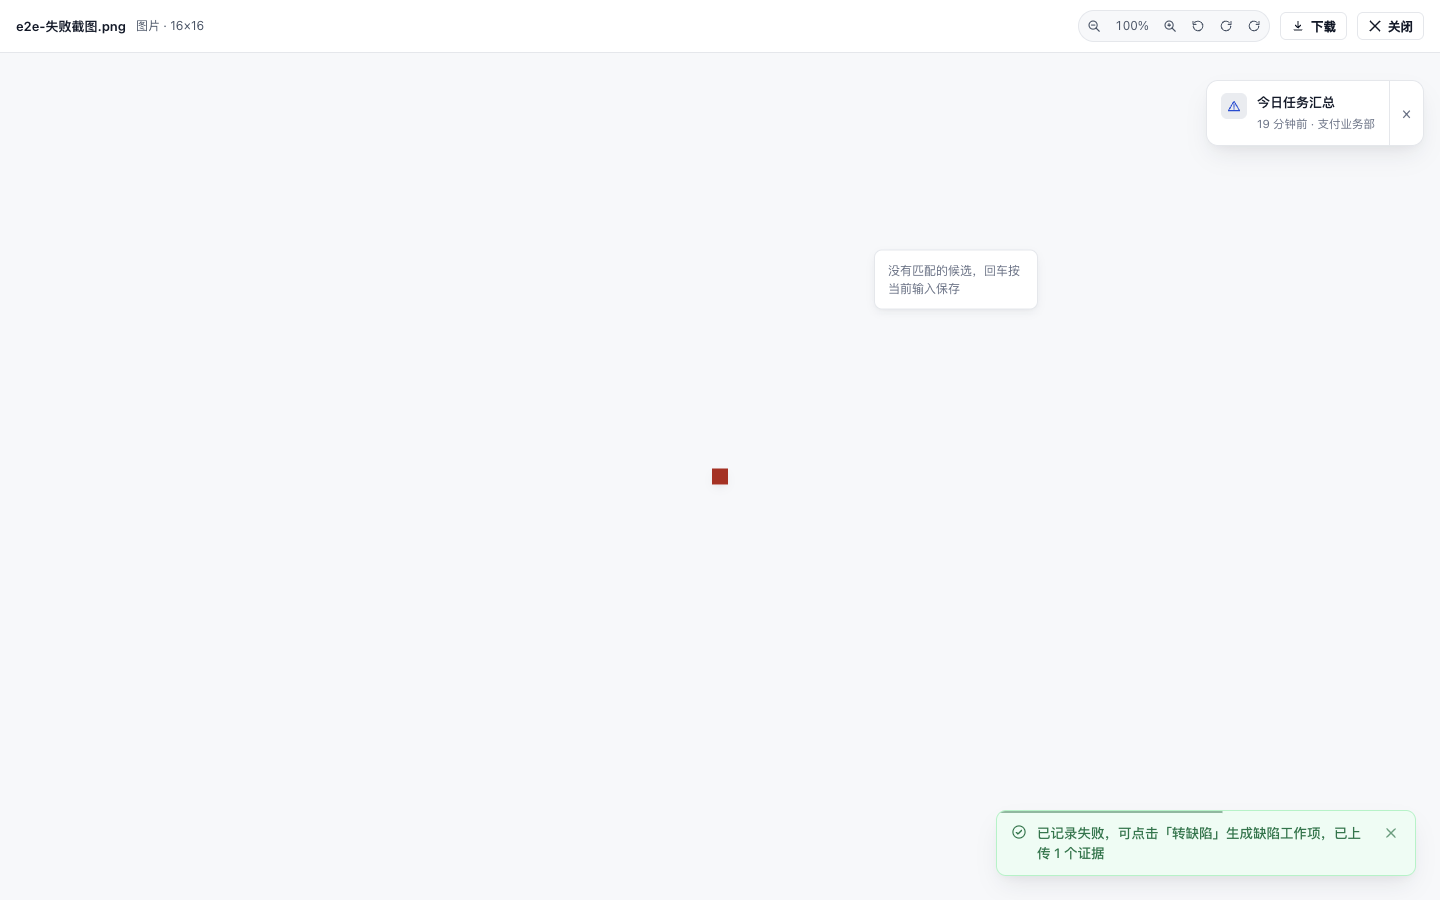 e2e-失败截图.png 图片 · 16×16 100% 下载 关闭
今日任务汇总
19 分钟前 · 支付业务部
没有匹配的候选，回车按
当前输入保存
已记录失败，可点击「转缺陷」生成缺陷工作项，已上
传 1 个证据